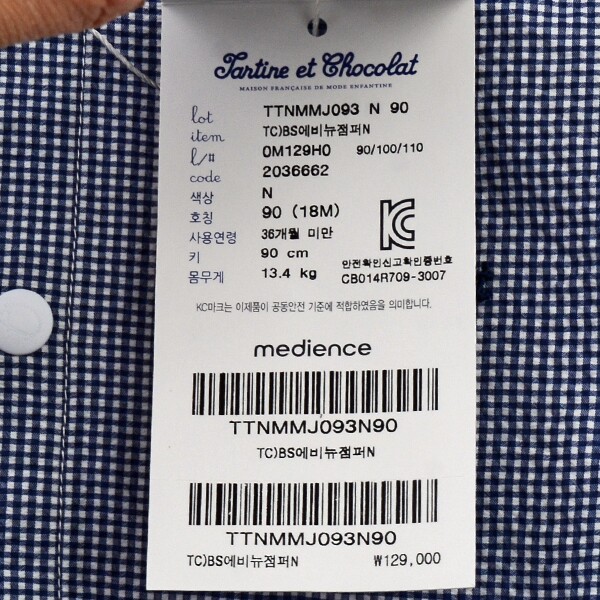 Tartine et Chocolat
MAISON FRANÇAISE DE MODE ENFANTINE
lot TTNMMJ093 N 90
item TC)BS에비뉴점퍼N
l/# 0M129H0 90/100/110
code 2036662
색상 N
호칭 90 (18M)
사용연령 36개월 미만
키 90 cm
몸무게 13.4 kg
KC
안전확인신고확인증번호
CB014R709-3007
KC마크는 이제품이 공통안전 기준에 적합하였음을 의미합니다.
medience
TTNMMJ093N90
TC)BS에비뉴점퍼N
TTNMMJ093N90
TC)BS에비뉴점퍼N ₩129,000